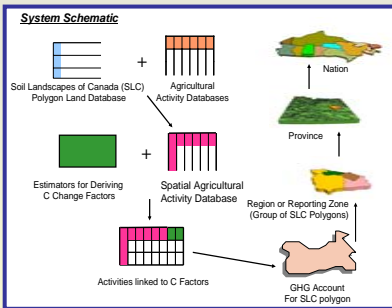 System Schematic
Soil Landscapes of Canada (SLC)
Polygon Land Database
Agricultural
Activity Databases
Nation
Province
Estimators for Deriving
C Change Factors
Spatial Agricultural
Activity Database
Region or Reporting Zone
(Group of SLC Polygons)
Activities linked to C Factors
GHG Account
For SLC polygon